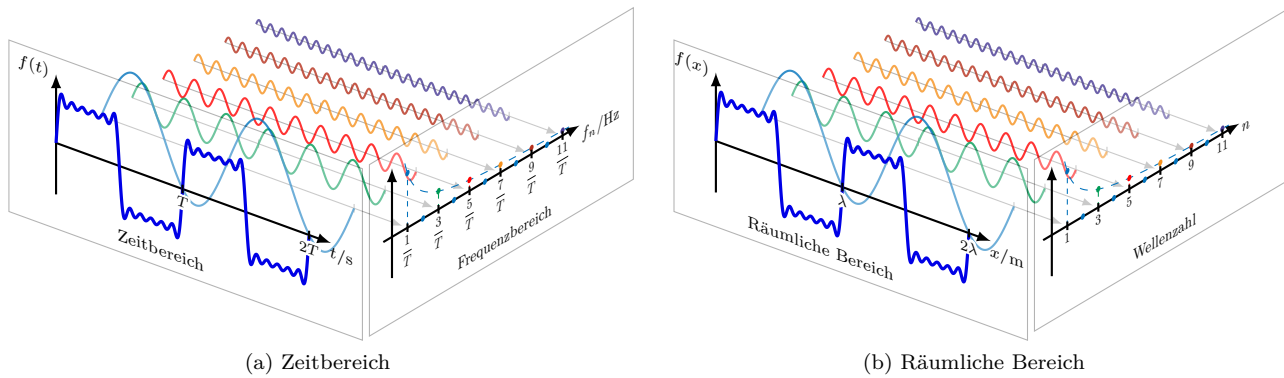 f(t)
f_n/Hz
1/T
3/T
5/T
7/T
9/T
11/T
T
2T
t/s
Zeitbereich
Frequenzbereich
(a) Zeitbereich
f(x)
n
1
3
5
7
9
11
λ
2λ
x/m
Räumliche Bereich
Wellenzahl
(b) Räumliche Bereich